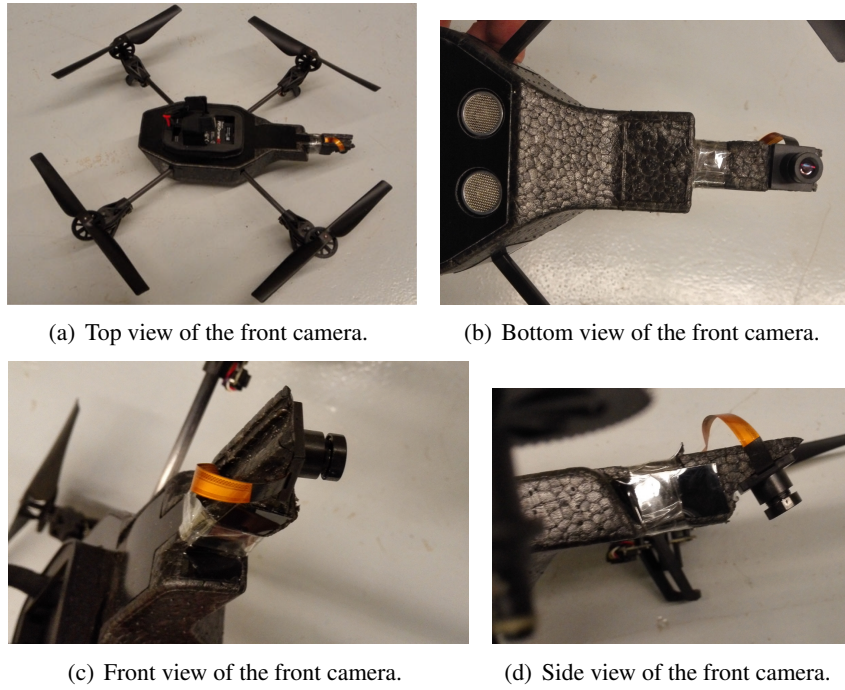 (a) Top view of the front camera.
(b) Bottom view of the front camera.
(c) Front view of the front camera.
(d) Side view of the front camera.